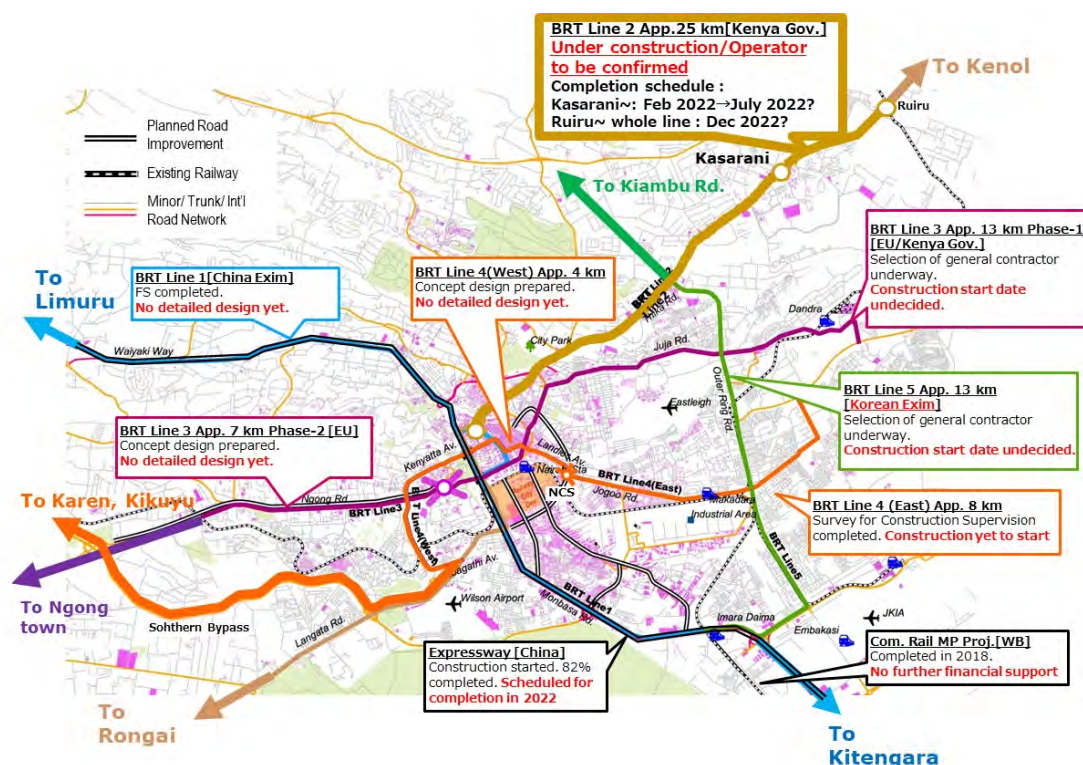 BRT Line 2 App.25 km[Kenya Gov.]
Under construction/Operator
to be confirmed
Completion schedule :
Kasarani~: Feb 2022→July 2022?
Ruiru~ whole line : Dec 2022?
To Kenol
Ruiru
Kasarani
Planned Road
Improvement
Existing Railway
Minor/ Trunk/ Int'l
Road Network
To Kiambu Rd.
BRT Line 3 App. 13 km Phase-1
[EU/Kenya Gov.]
Selection of general contractor
underway.
Construction start date
undecided.
To
Limuru
BRT Line 1[China Exim]
FS completed.
No detailed design yet.
BRT Line 4(West) App. 4 km
Concept design prepared.
No detailed design yet.
BRT Line2
Dandra
City Park
Juja Rd.
Waiyaki Way
Outer Ring Rd.
Eastleigh
BRT Line 5 App. 13 km
[Korean Exim]
Selection of general contractor
underway.
Construction start date undecided.
BRT Line 3 App. 7 km Phase-2 [EU]
Concept design prepared.
No detailed design yet.
Kenyatta Av.
Landies Av.
NCS
BRT Line4(East)
Jogoo Rd.
Makadara
Industrial Area
To Karen, Kikuyu
Ngong Rd
BRT Line3
BRT Line4(West)
BRT Line 4 (East) App. 8 km
Survey for Construction Supervision
completed. Construction yet to start
BRT Line5
To Ngong
town
Sohthern Bypass
Langata Rd.
Wilson Airport
Mombasa Rd.
BRT Line1
Imara Daima
Embakasi
JKIA
Expressway [China]
Construction started. 82%
completed. Scheduled for
completion in 2022
Com. Rail MP Proj.[WB]
Completed in 2018.
No further financial support
To
Rongai
To
Kitengara